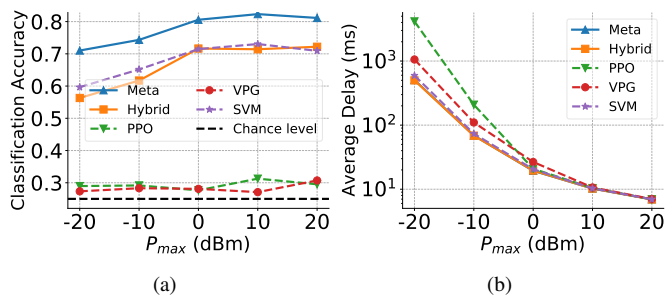 Classification Accuracy
0.8
0.7
0.6
0.5
0.4
0.3
Meta
Hybrid
PPO
VPG
SVM
Chance level
-20 -10 0 10 20
P_max (dBm)
(a)
Average Delay (ms)
10^3
10^2
10^1
Meta
Hybrid
PPO
VPG
SVM
-20 -10 0 10 20
P_max (dBm)
(b)